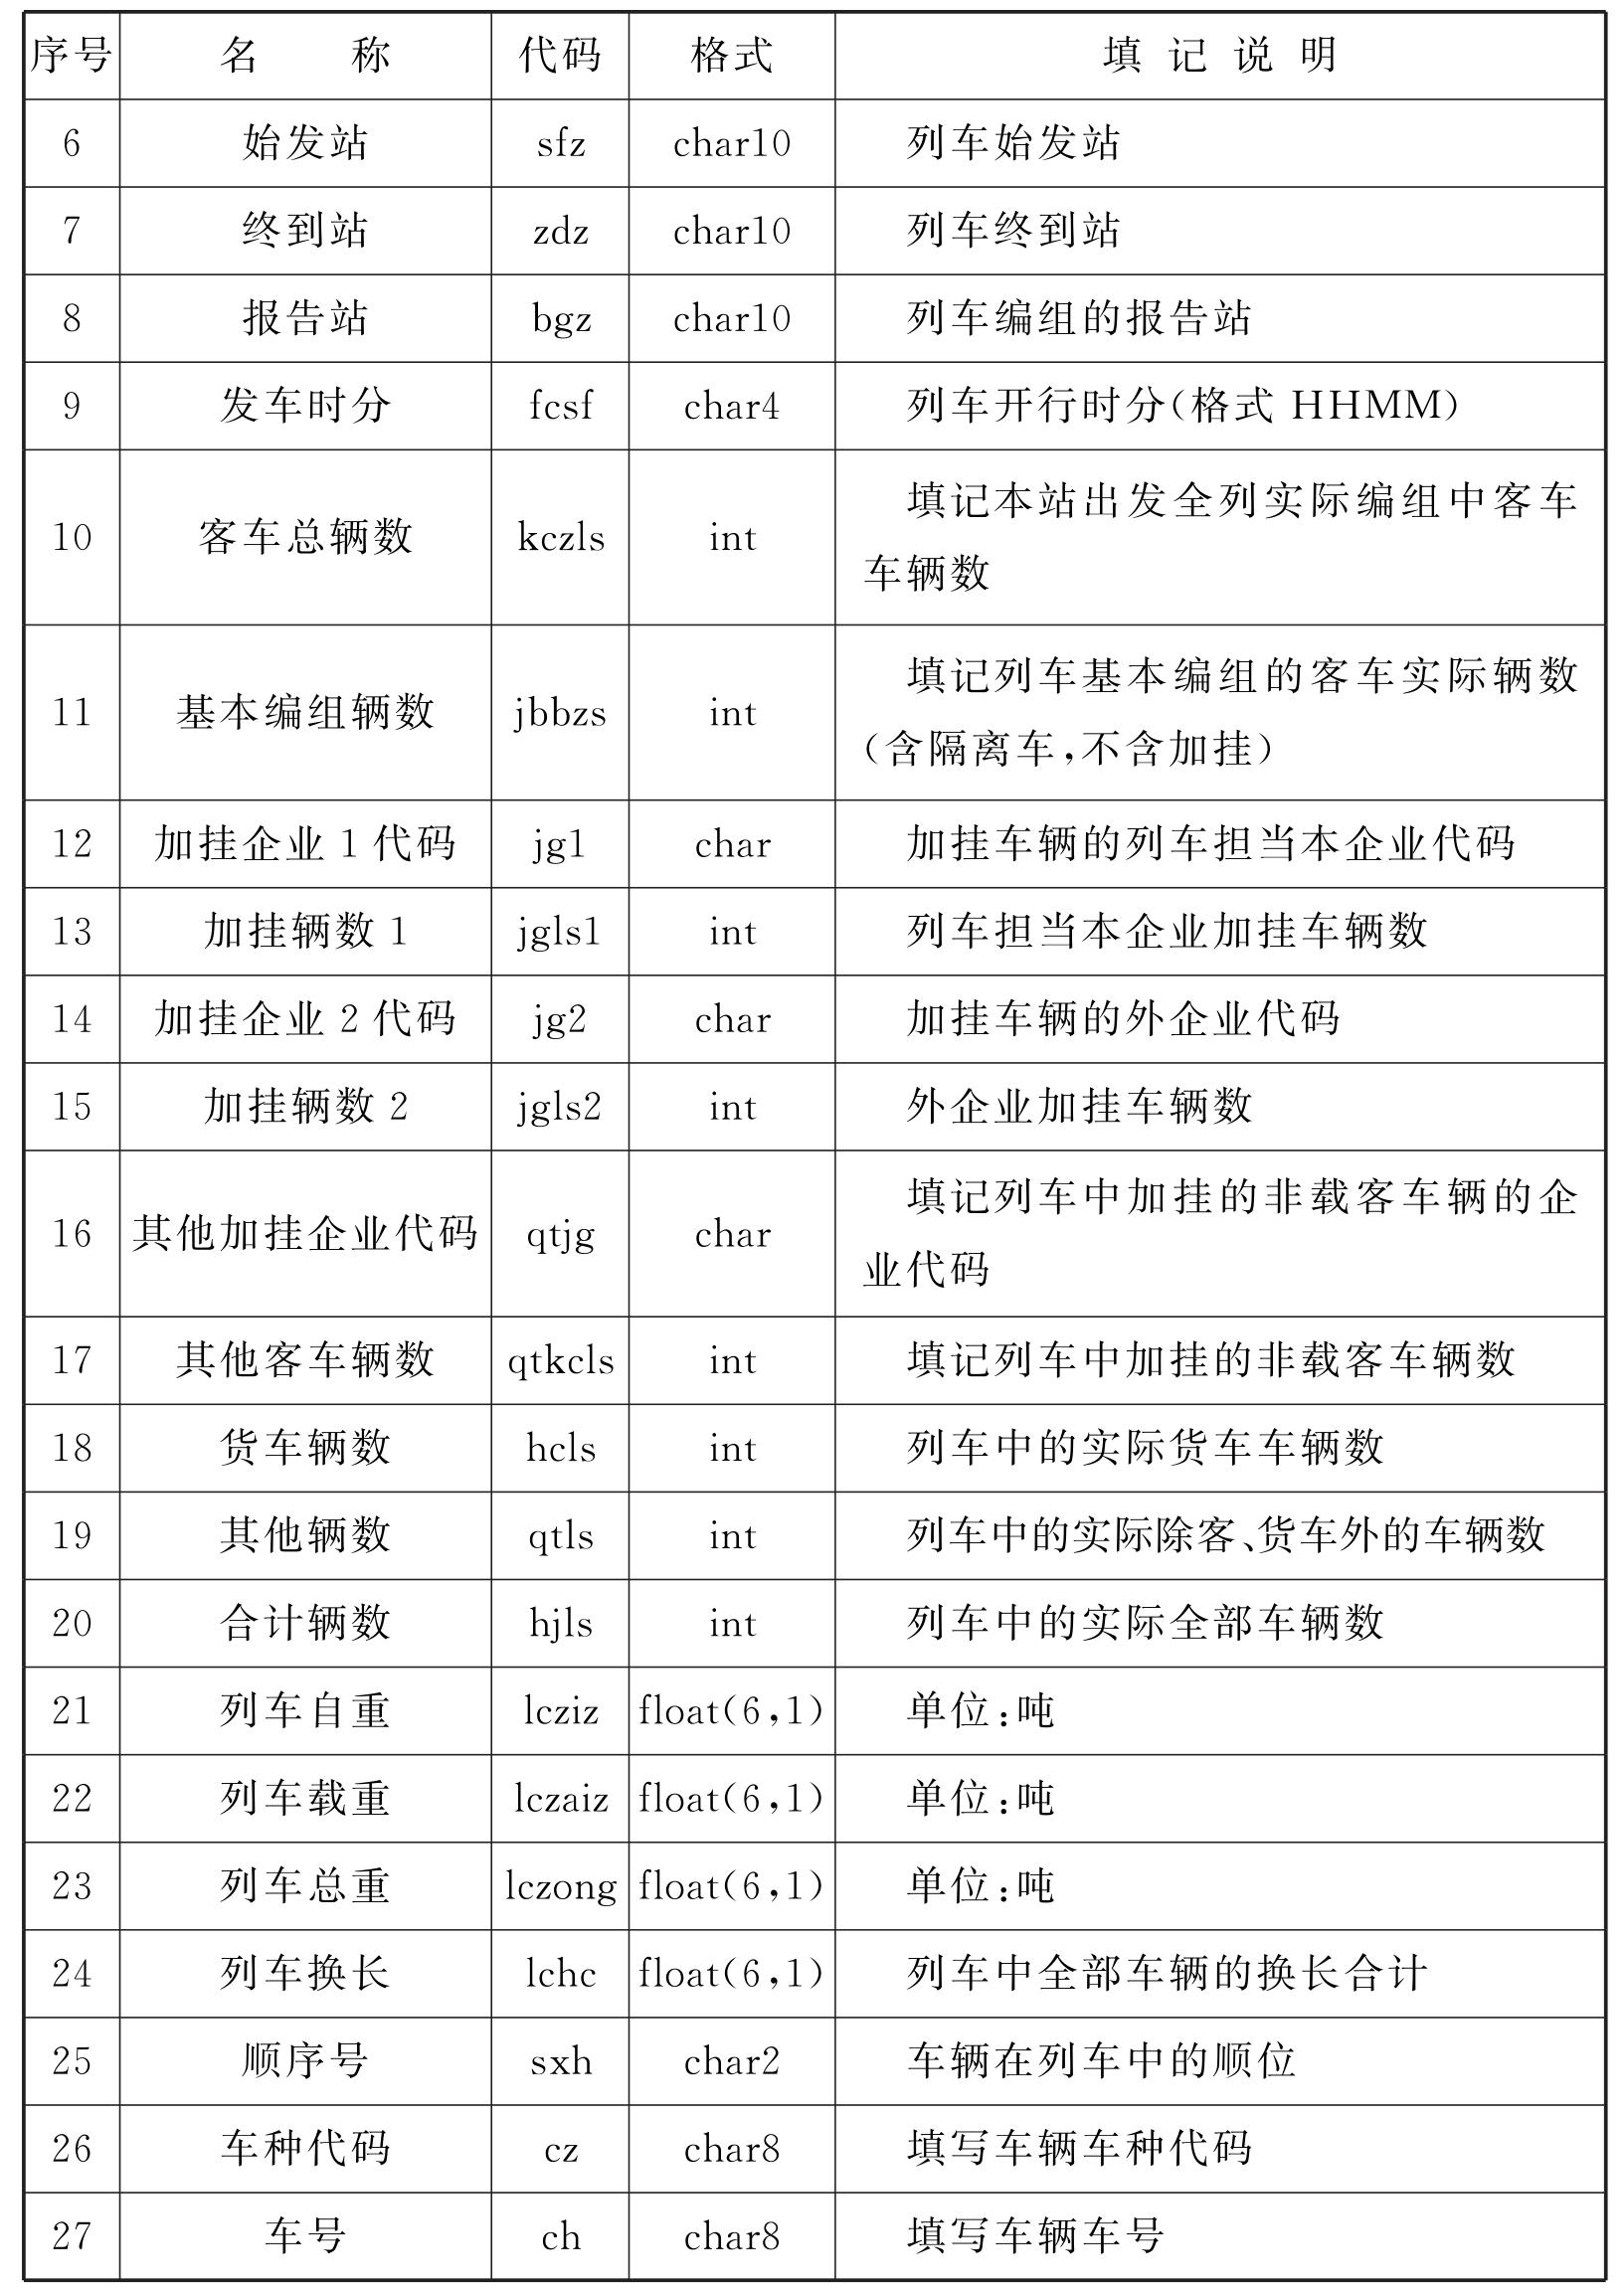 序号 名 称 代码 格式 填 记 说 明
6 始发站 sfz char10 列车始发站
7 终到站 zdz char10 列车终到站
8 报告站 bgz char10 列车编组的报告站
9 发车时分 fcsf char4 列车开行时分(格式 HHMM)
10 客车总辆数 kczls int 填记本站出发全列实际编组中客车
车辆数
11 基本编组辆数 jbbzs int 填记列车基本编组的客车实际辆数
(含隔离车,不含加挂)
12 加挂企业 1 代码 jg1 char 加挂车辆的列车担当本企业代码
13 加挂辆数 1 jgls1 int 列车担当本企业加挂车辆数
14 加挂企业 2 代码 jg2 char 加挂车辆的外企业代码
15 加挂辆数 2 jgls2 int 外企业加挂车辆数
16 其他加挂企业代码 qtjg char 填记列车中加挂的非载客车辆的企
业代码
17 其他客车辆数 qtkcls int 填记列车中加挂的非载客车辆数
18 货车辆数 hcls int 列车中的实际货车车辆数
19 其他辆数 qtls int 列车中的实际除客、货车外的车辆数
20 合计辆数 hjls int 列车中的实际全部车辆数
21 列车自重 lcziz float(6,1) 单位:吨
22 列车载重 lczaiz float(6,1) 单位:吨
23 列车总重 lczong float(6,1) 单位:吨
24 列车换长 lchc float(6,1) 列车中全部车辆的换长合计
25 顺序号 sxh char2 车辆在列车中的顺位
26 车种代码 cz char8 填写车辆车种代码
27 车号 ch char8 填写车辆车号